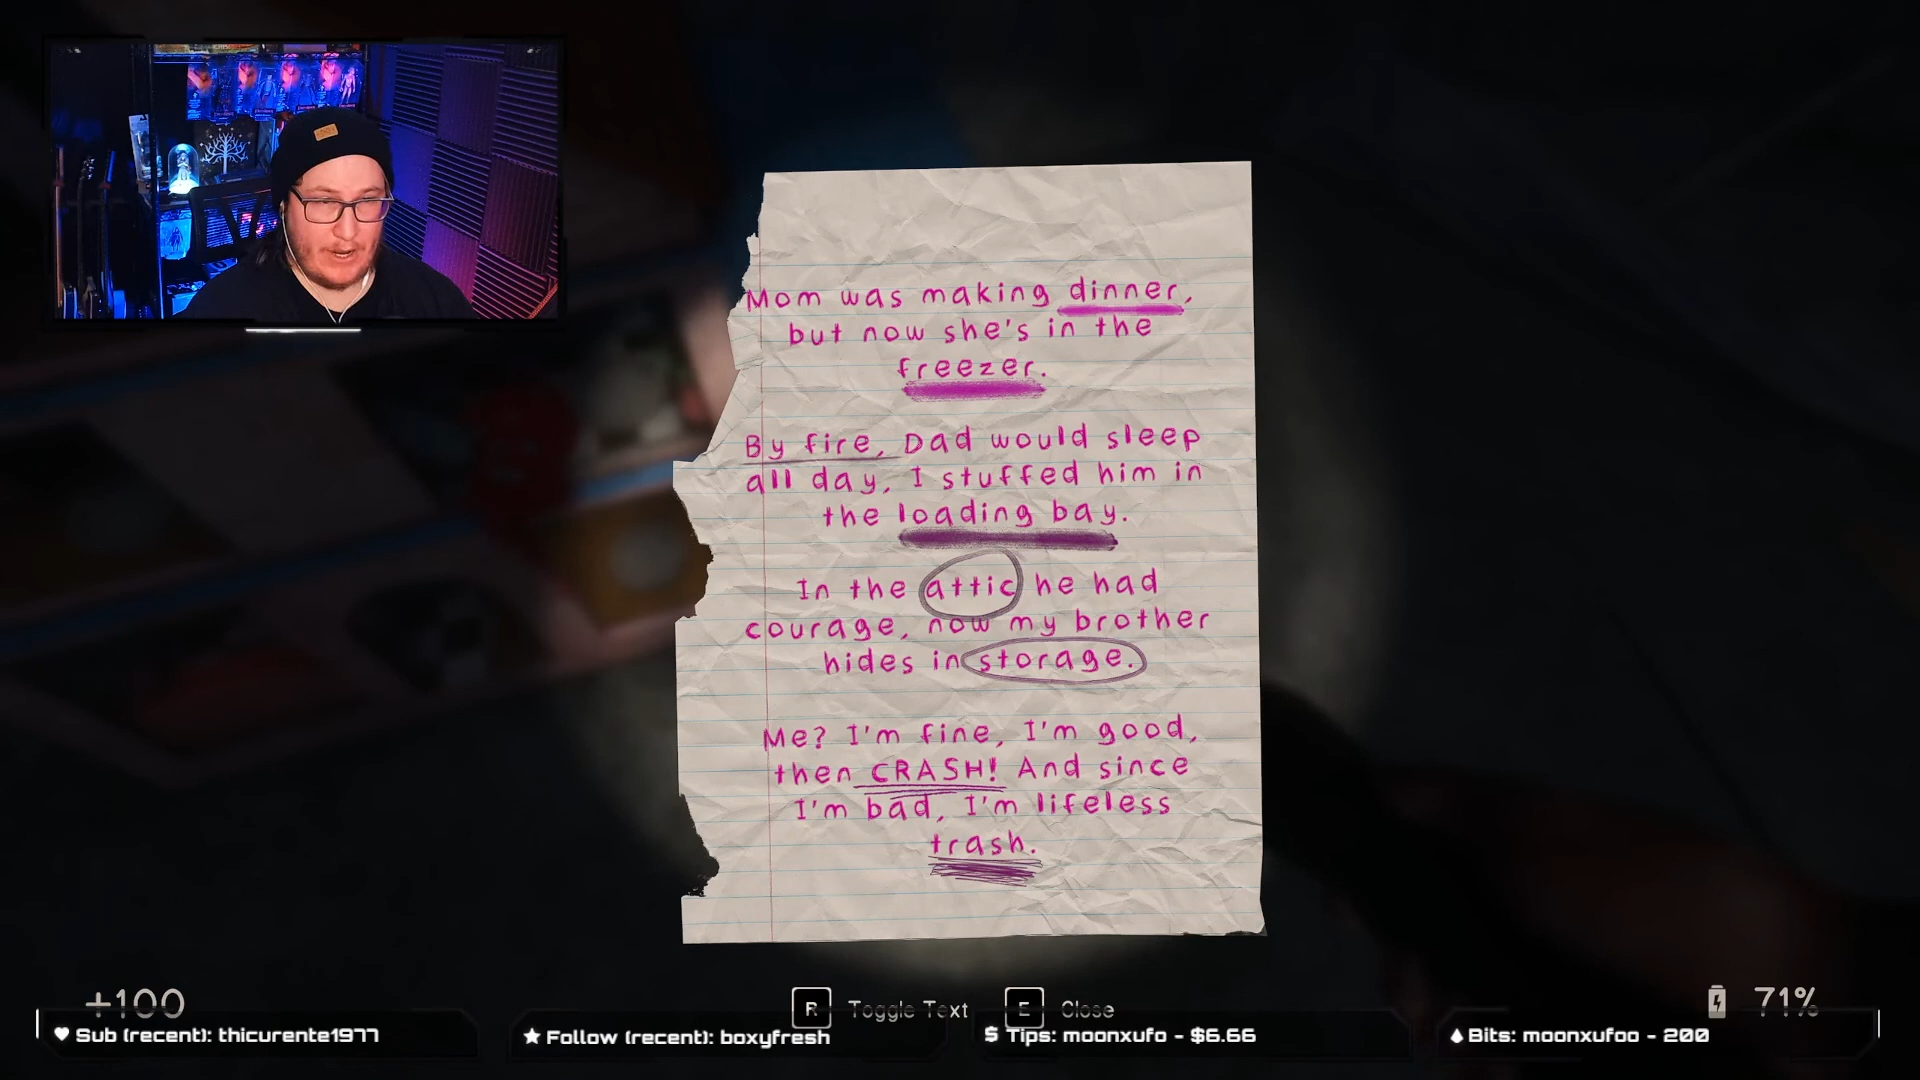 Mom was making dinner,
but now she's in the
freezer.
By fire, Dad would sleep
all day, I stuffed him in
the loading bay.
In the attic he had
courage, now my brother
hides in storage.
Me? I'm fine, I'm good,
then CRASH! And since
I'm bad, I'm lifeless
trash.
+100
R Toggle Text E Close
71%
Sub (recent): thicurente1977
Follow (recent): boxyfresh
$ Tips: moonxufo - $6.66
Bits: moonxufoo - 200